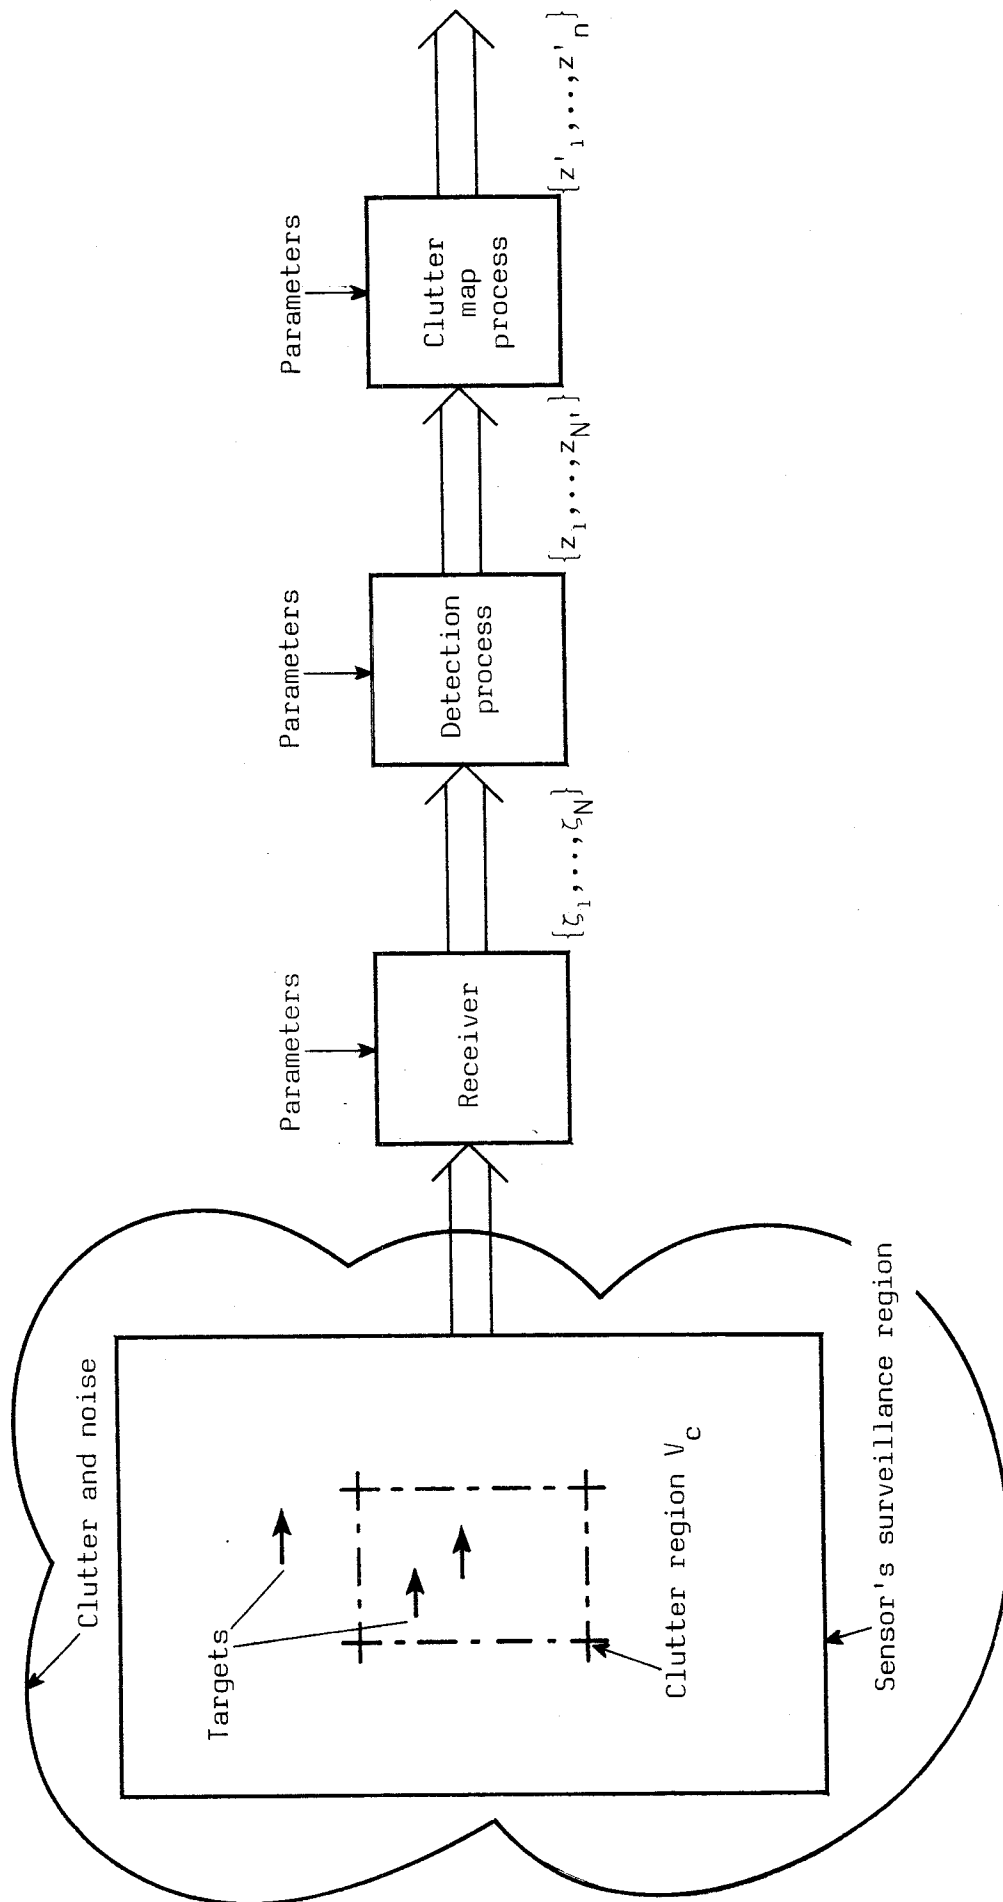 Clutter and noise
Targets
Clutter region V_c
Sensor's surveillance region
Parameters
Receiver
{ζ_1,..,ζ_N}
Parameters
Detection
process
{z_1,..,z_N'}
Parameters
Clutter
map
process
{z'_1,..,z'_n}